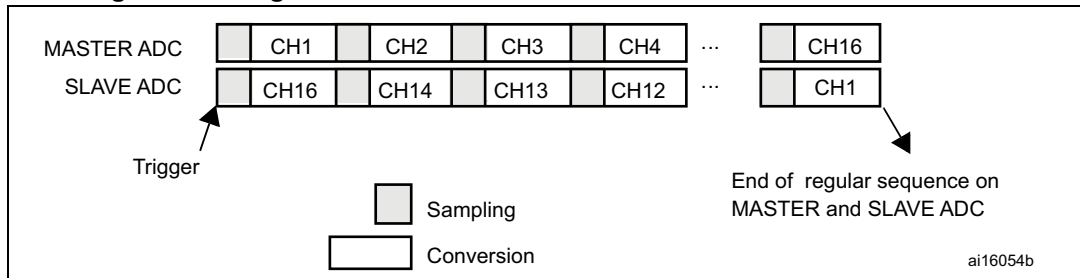 MASTER ADC CH1 CH2 CH3 CH4 ... CH16
SLAVE ADC CH16 CH14 CH13 CH12 ... CH1
Trigger
End of regular sequence on
MASTER and SLAVE ADC
Sampling
Conversion
ai16054b